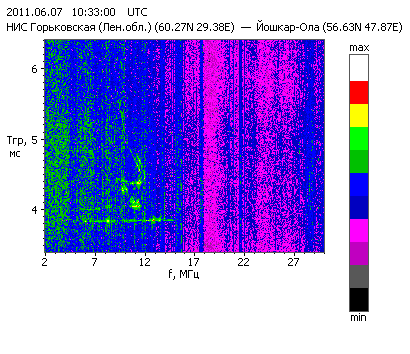 2011.06.07 10:33:00 UTC
НИС Горьковская (Лен.обл.) (60.27N 29.38E) — Йошкар-Ола (56.63N 47.87E)
max
6
5
Tгр,
мс
4
2 7 12 17 22 27
f, МГц
min